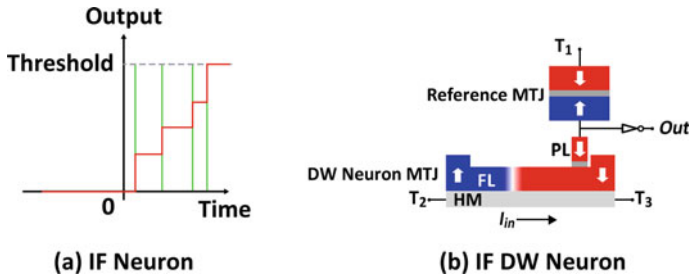 Output
Threshold
0
Time
(a) IF Neuron
T1
Reference MTJ
Out
PL
DW Neuron MTJ
FL
T2
HM
T3
Iin
(b) IF DW Neuron